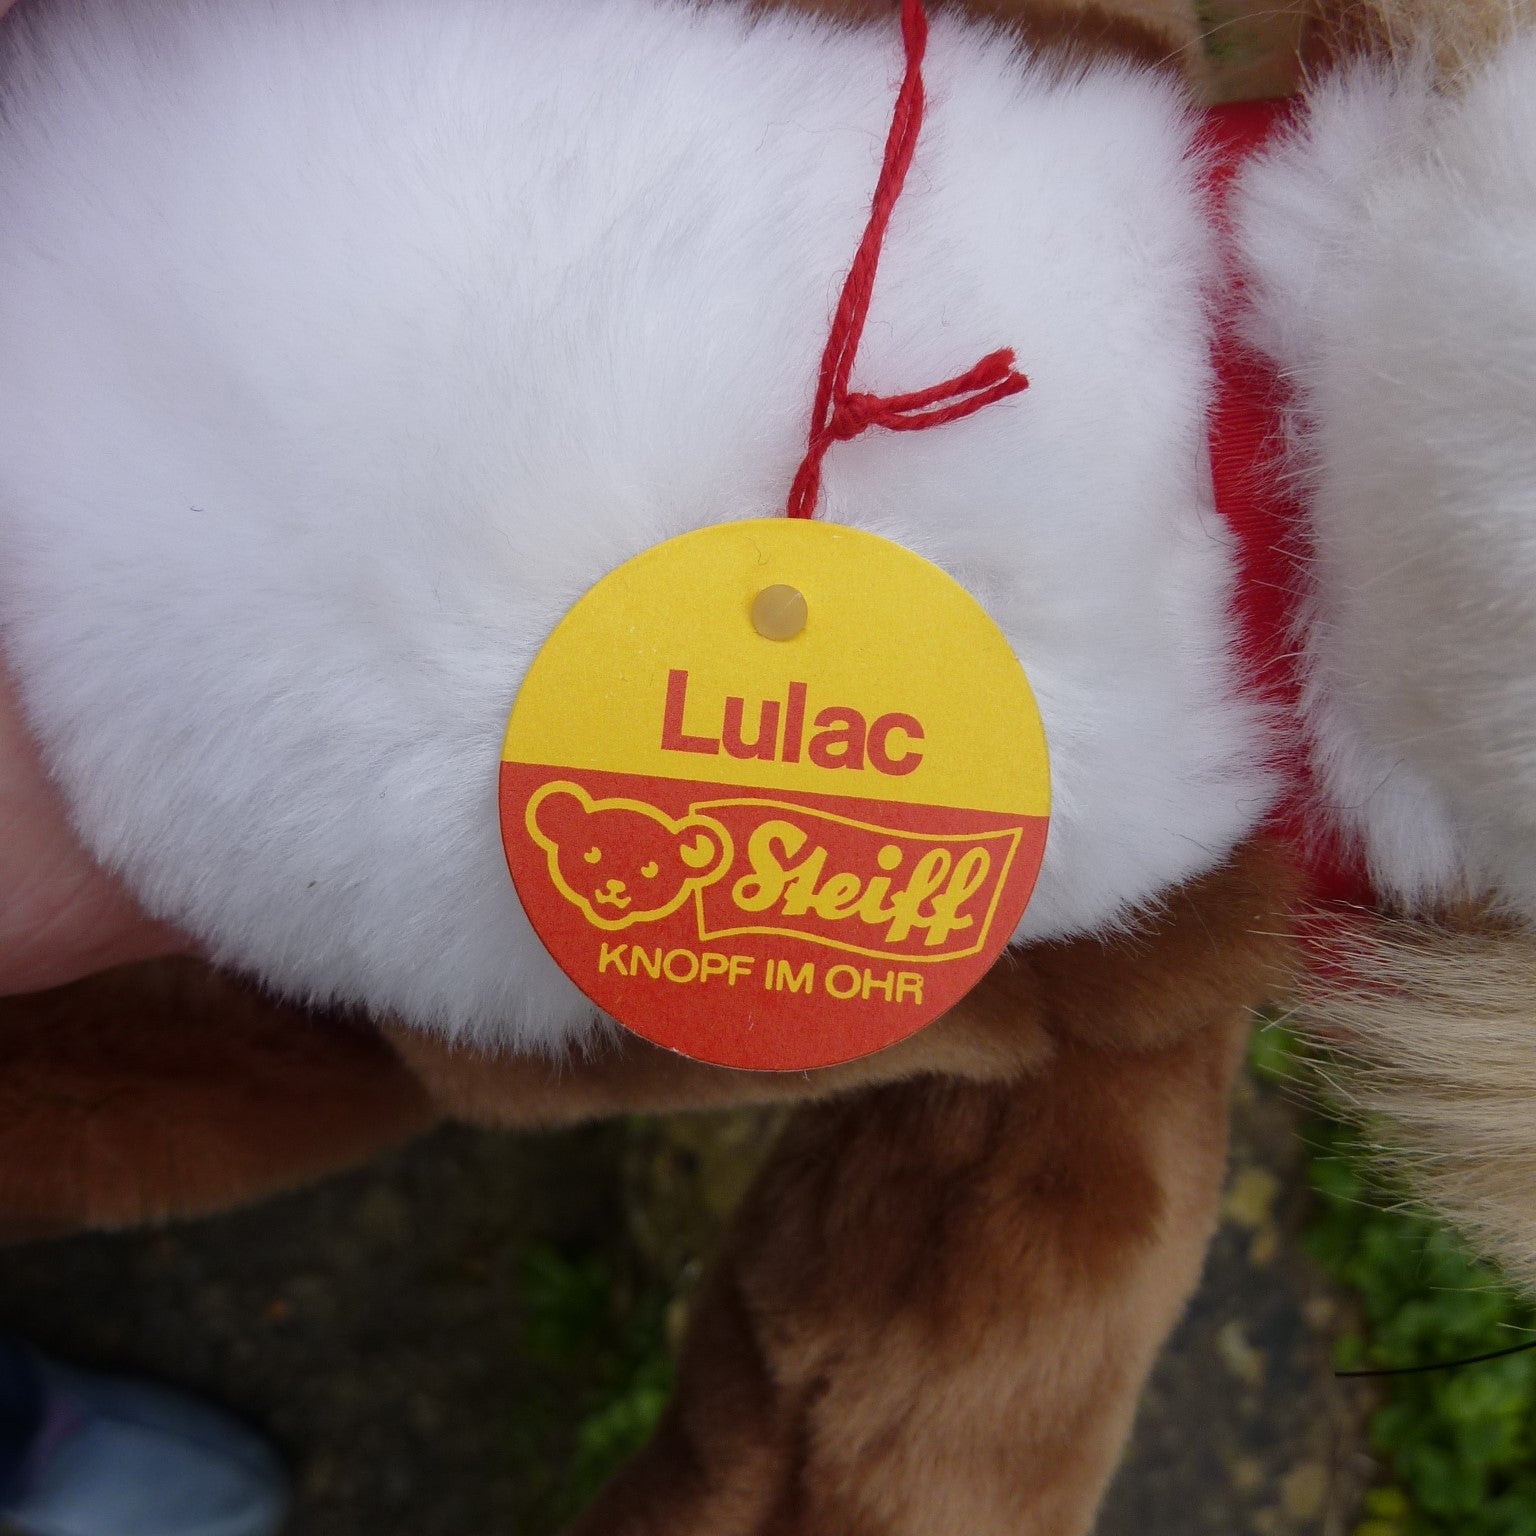 Lulac
Steiff
KNOPF IM OHR